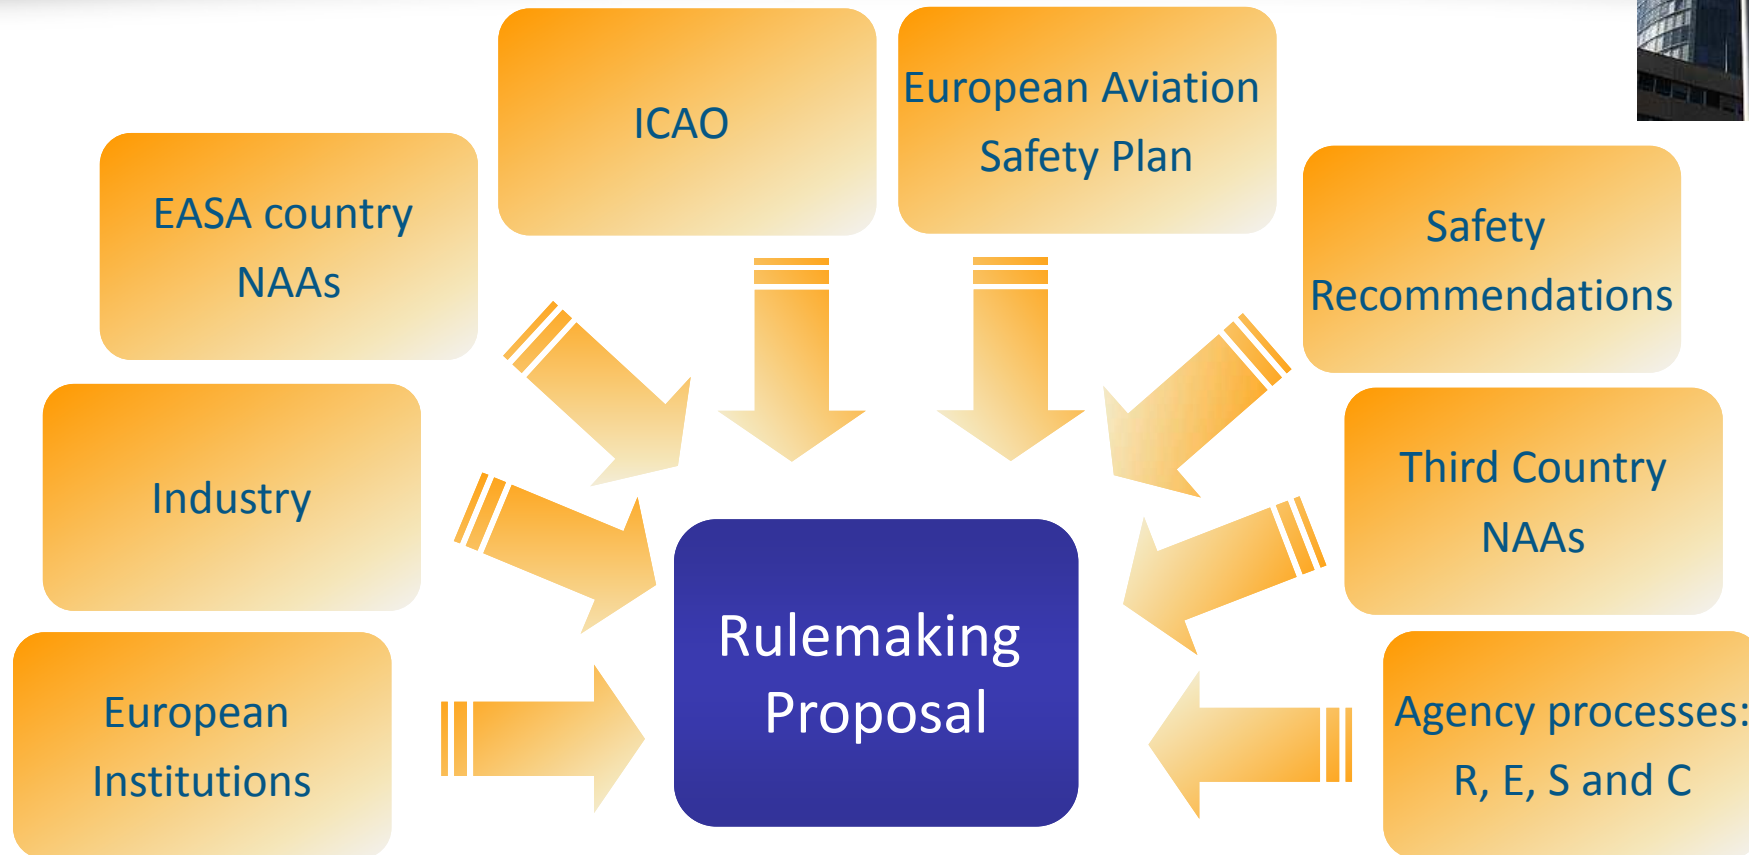 ICAO
European Aviation
Safety Plan
EASA country
NAAs
Safety
Recommendations
Industry
Third Country
NAAs
European
Institutions
Rulemaking
Proposal
Agency processes:
R, E, S and C